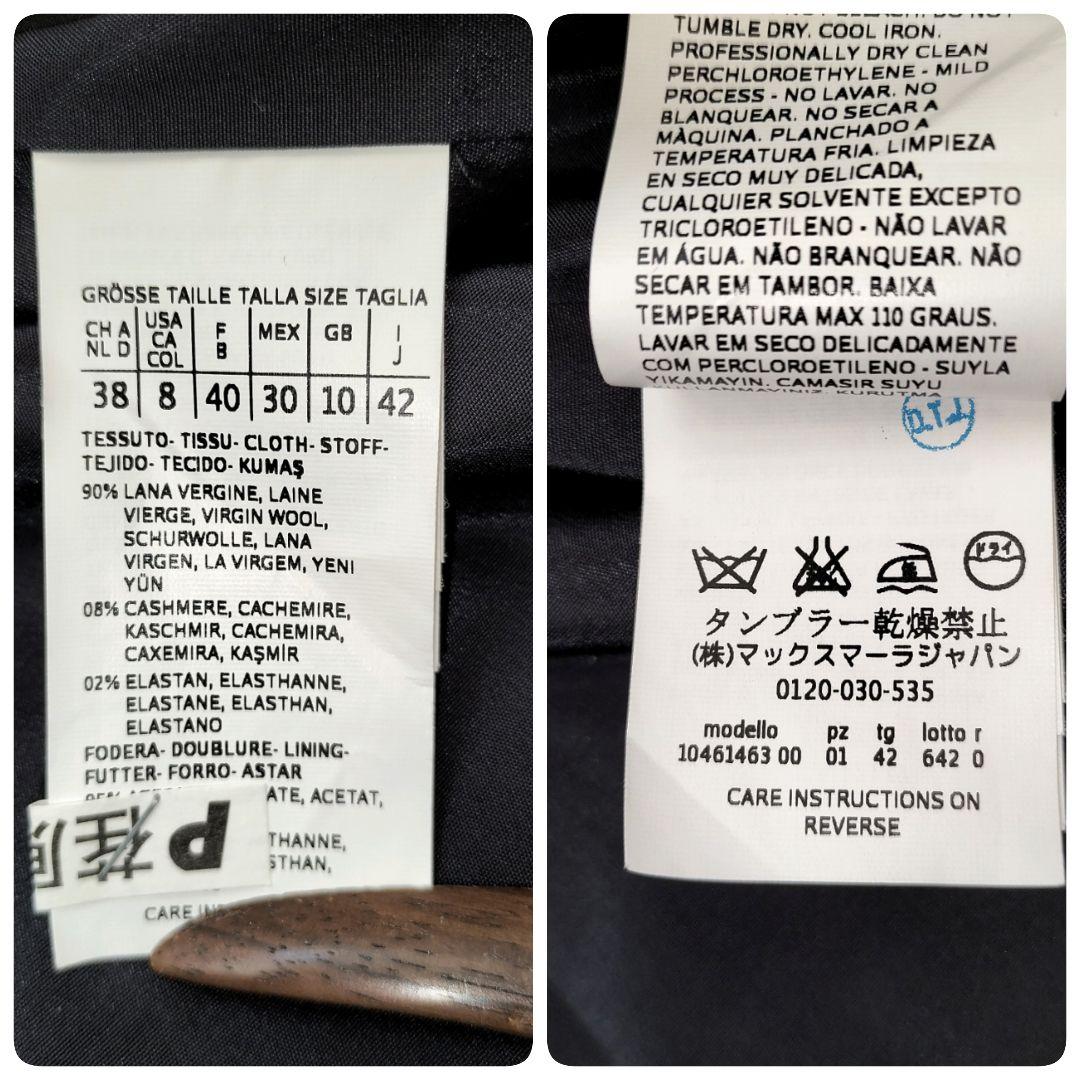 GRÖSSE TAILLE TALLA SIZE TAGLIA
CH A NL D | USA CA COL | F B | MEX | GB | I J
38 | 8 | 40 | 30 | 10 | 42
TESSUTO- TISSU- CLOTH- STOFF-
TEJIDO- TECIDO- KUMAŞ
90% LANA VERGINE, LAINE
VIERGE, VIRGIN WOOL,
SCHURWOLLE, LANA
VIRGEN, LA VIRGEM, YENI
YÜN
08% CASHMERE, CACHEMIRE,
KASCHMIR, CACHEMIRA,
CAXEMIRA, KAŞMİR
02% ELASTAN, ELASTHANNE,
ELASTANE, ELASTHAN,
ELASTANO
FODERA- DOUBLURE- LINING-
FUTTER- FORRO- ASTAR
ACETAT,
CARE
TUMBLE DRY. COOL IRON.
PROFESSIONALLY DRY CLEAN
PERCHLOROETHYLENE - MILD
PROCESS - NO LAVAR. NO
BLANQUEAR. NO SECAR A
MÀQUINA. PLANCHADO A
TEMPERATURA FRIA. LIMPIEZA
EN SECO MUY DELICADA,
CUALQUIER SOLVENTE EXCEPTO
TRICLOROETILENO - NÃO LAVAR
EM ÁGUA. NÃO BRANQUEAR. NÃO
SECAR EM TAMBOR. BAIXA
TEMPERATURA MAX 110 GRAUS.
LAVAR EM SECO DELICADAMENTE
COM PERCLOROETILENO - SUYLA
YIKAMAYIN. CAMASIR SUYU
ドライ
タンブラー乾燥禁止
(株)マックスマーラジャパン
0120-030-535
modello pz tg lotto r
10461463 00 01 42 642 0
CARE INSTRUCTIONS ON
REVERSE